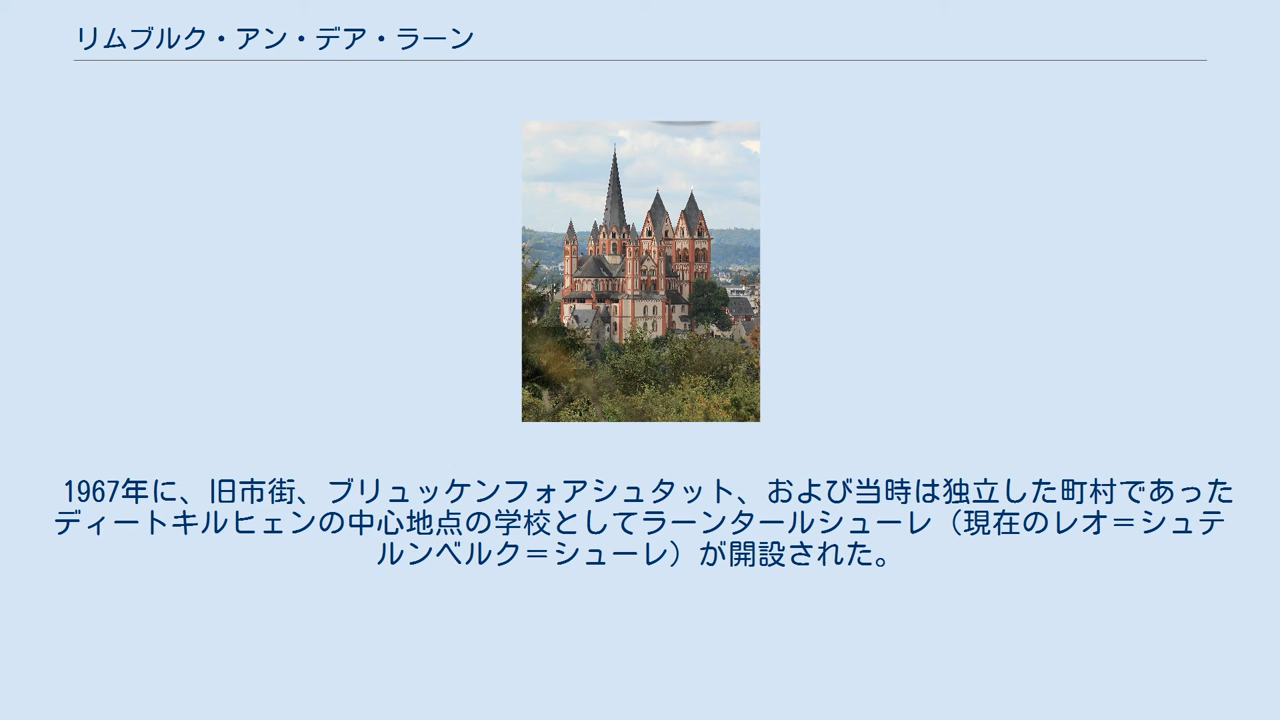 リムブルク・アン・デア・ラーン
1967年に、旧市街、ブリュッケンフォアシュタット、および当時は独立した町村であった
ディートキルヒェンの中心地点の学校としてラーンタールシューレ（現在のレオ＝シュテ
ルンベルク＝シューレ）が開設された。